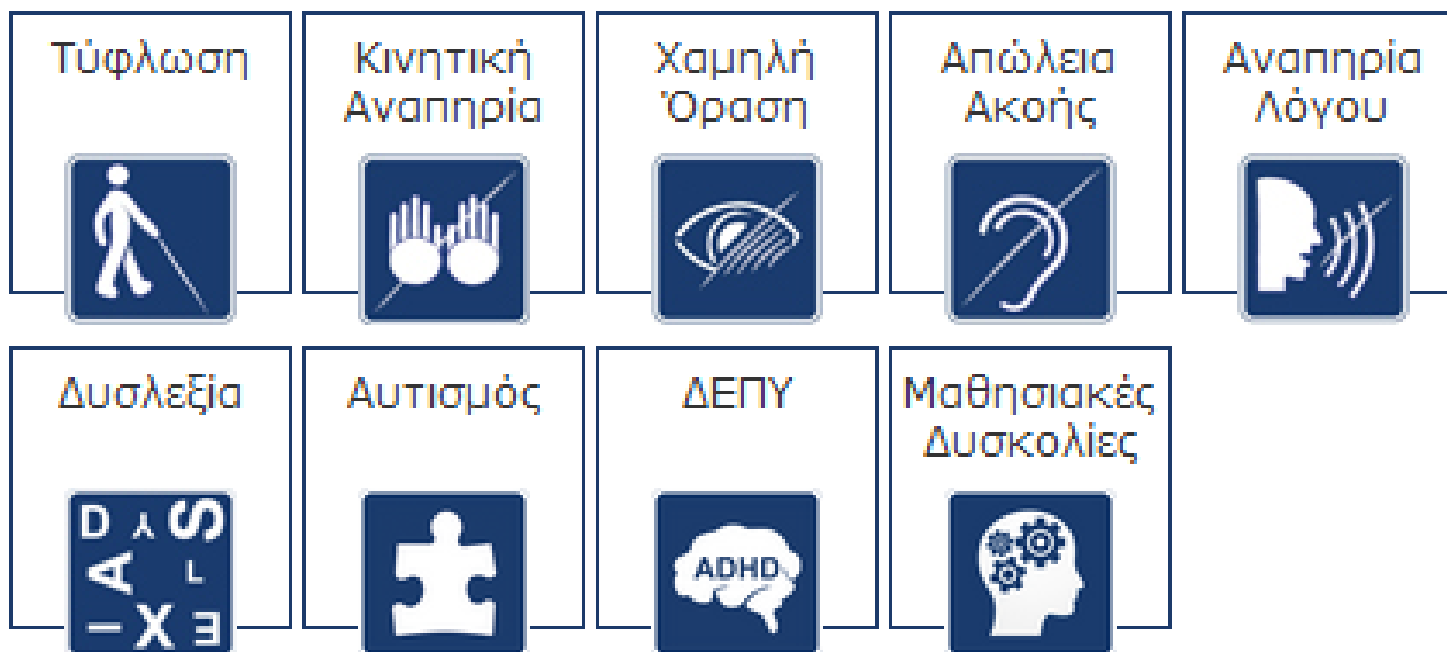 Τύφλωση
Κινητική
Αναπηρία
Χαμηλή
Όραση
Απώλεια
Ακοής
Αναπηρία
Λόγου
Δυσλεξία
D Y S
A L
I X E
Αυτισμός
ΔΕΠΥ
ADHD
Μαθησιακές
Δυσκολίες